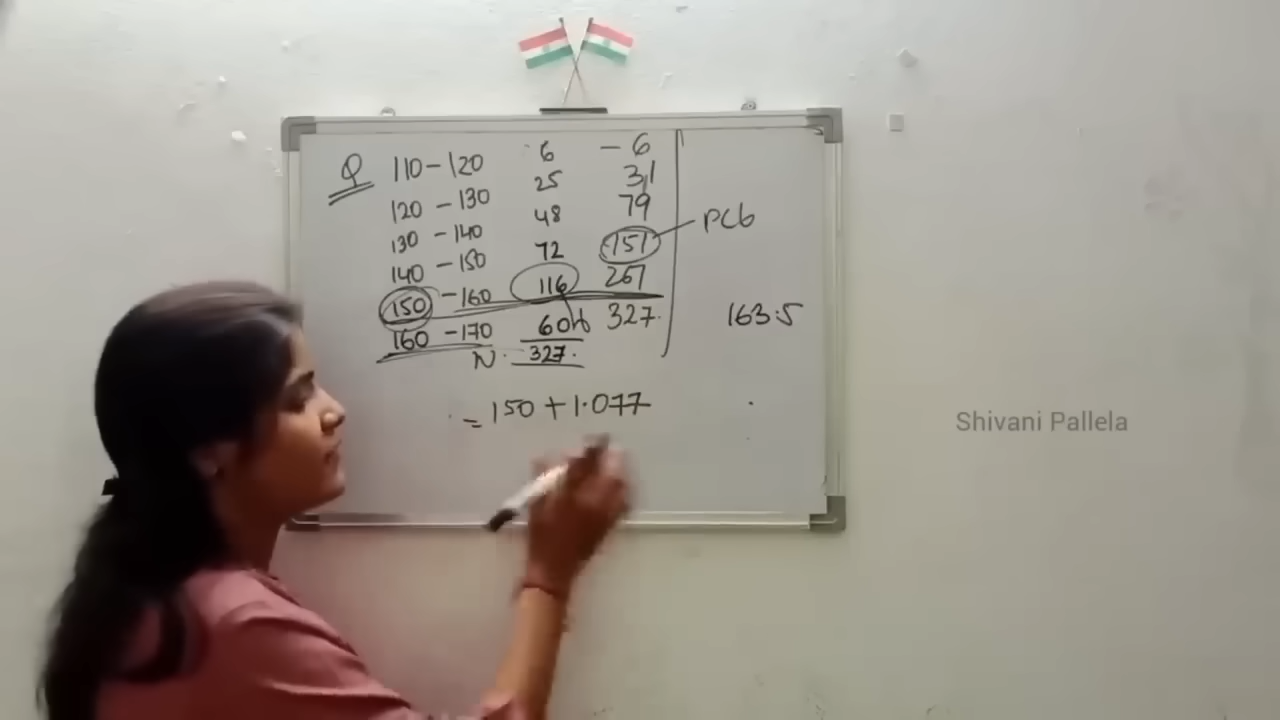 Q 110-120 6 - 6
120-130 25 31
130-140 48 79
140-150 72 151 PCb
150-160 116 267
160-170 60 327.
163.5
N. 327.
= 150 + 1.077
Shivani Pallela